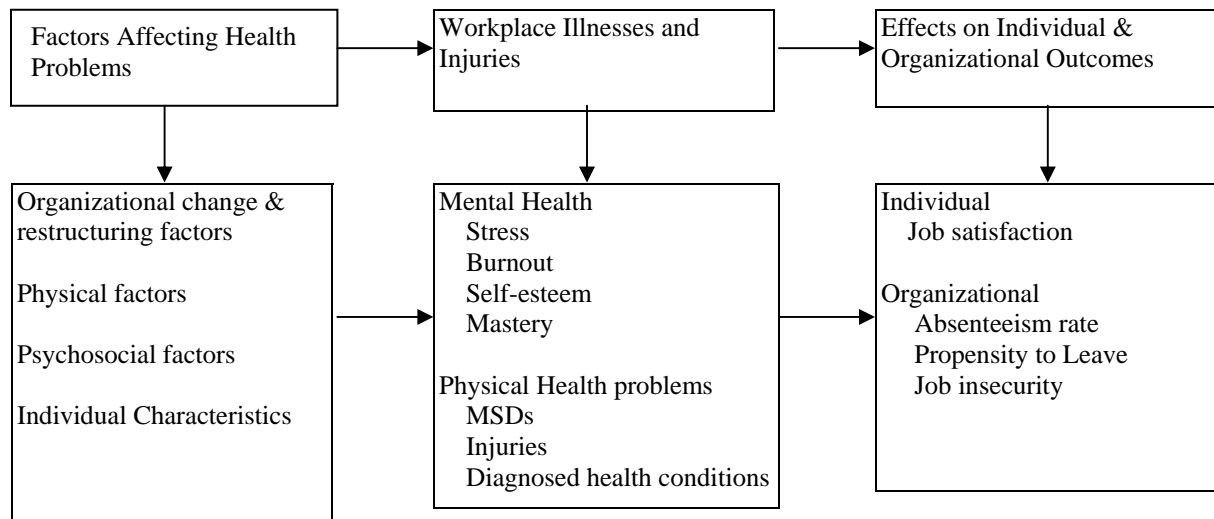 Factors Affecting Health
Problems
Workplace Illnesses and
Injuries
Effects on Individual &
Organizational Outcomes
Organizational change &
restructuring factors
Physical factors
Psychosocial factors
Individual Characteristics
Mental Health
Stress
Burnout
Self-esteem
Mastery
Physical Health problems
MSDs
Injuries
Diagnosed health conditions
Individual
Job satisfaction
Organizational
Absenteeism rate
Propensity to Leave
Job insecurity